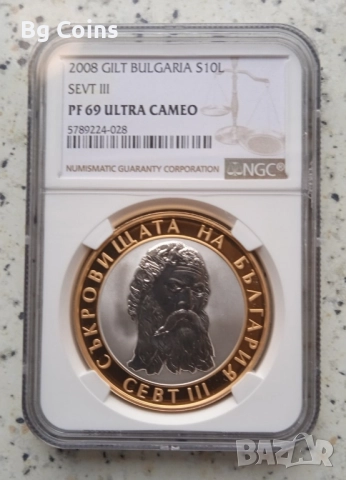 Bg Coins
2008 GILT BULGARIA S10L
SEVT III
PF 69 ULTRA CAMEO
5789224-028
NUMISMATIC GUARANTY CORPORATION
NGC
СЪКРОВИЩАТА НА БЪЛГАРИЯ
СЕВТ III
BAZAR